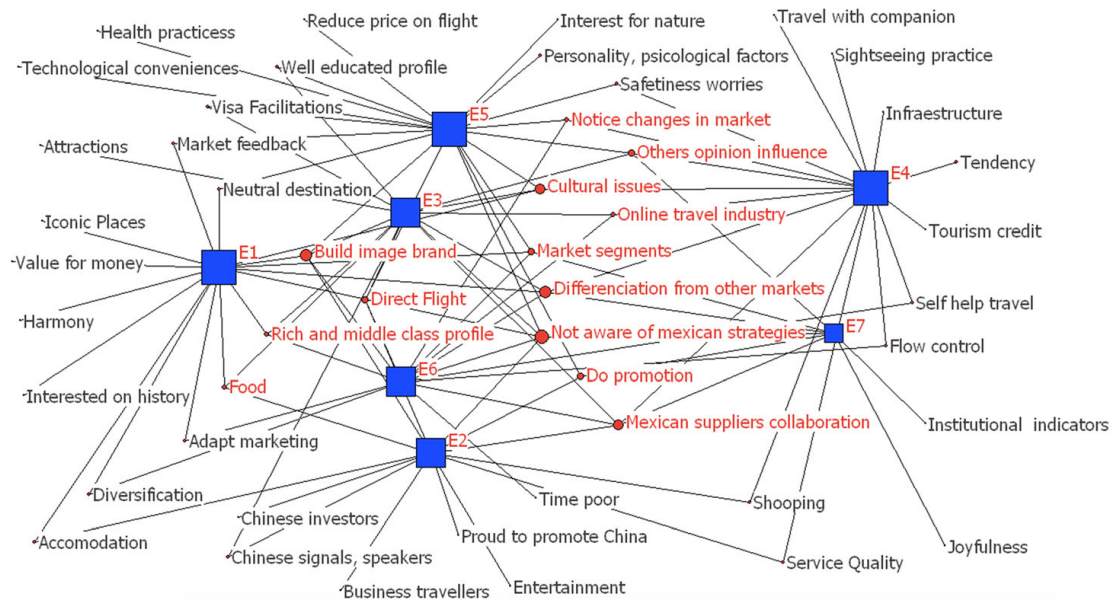 Travel with companion
Reduce price on flight
Interest for nature
Health practicess
Personality, psicological factors
Sightseeing practice
Technological conveniences
Well educated profile
Safetiness worries
Visa Facilitations
E5
Notice changes in market
Infraestructure
Attractions
Market feedback
Others opinion influence
Tendency
E4
Neutral destination
Cultural issues
E3
Online travel industry
Iconic Places
Tourism credit
E1
Build image brand
Market segments
Value for money
Differenciation from other markets
Direct Flight
Self help travel
Harmony
Rich and middle class profile
Not aware of mexican strategies
E7
Flow control
E6
Do promotion
Food
Interested on history
Mexican suppliers collaboration
Institutional indicators
Adapt marketing
E2
Diversification
Time poor
Shooping
Chinese investors
Proud to promote China
Accomodation
Joyfulness
Chinese signals, speakers
Service Quality
Entertainment
Business travellers